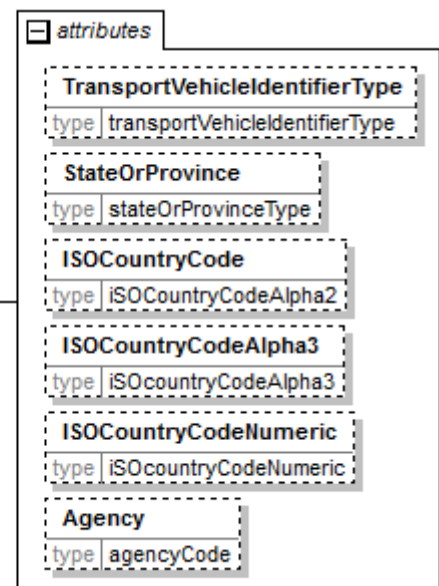 attributes
TransportVehicleIdentifierType
type transportVehicleIdentifierType
StateOrProvince
type stateOrProvinceType
ISOCountryCode
type iSOCountryCodeAlpha2
ISOCountryCodeAlpha3
type iSOcountryCodeAlpha3
ISOCountryCodeNumeric
type iSOcountryCodeNumeric
Agency
type agencyCode